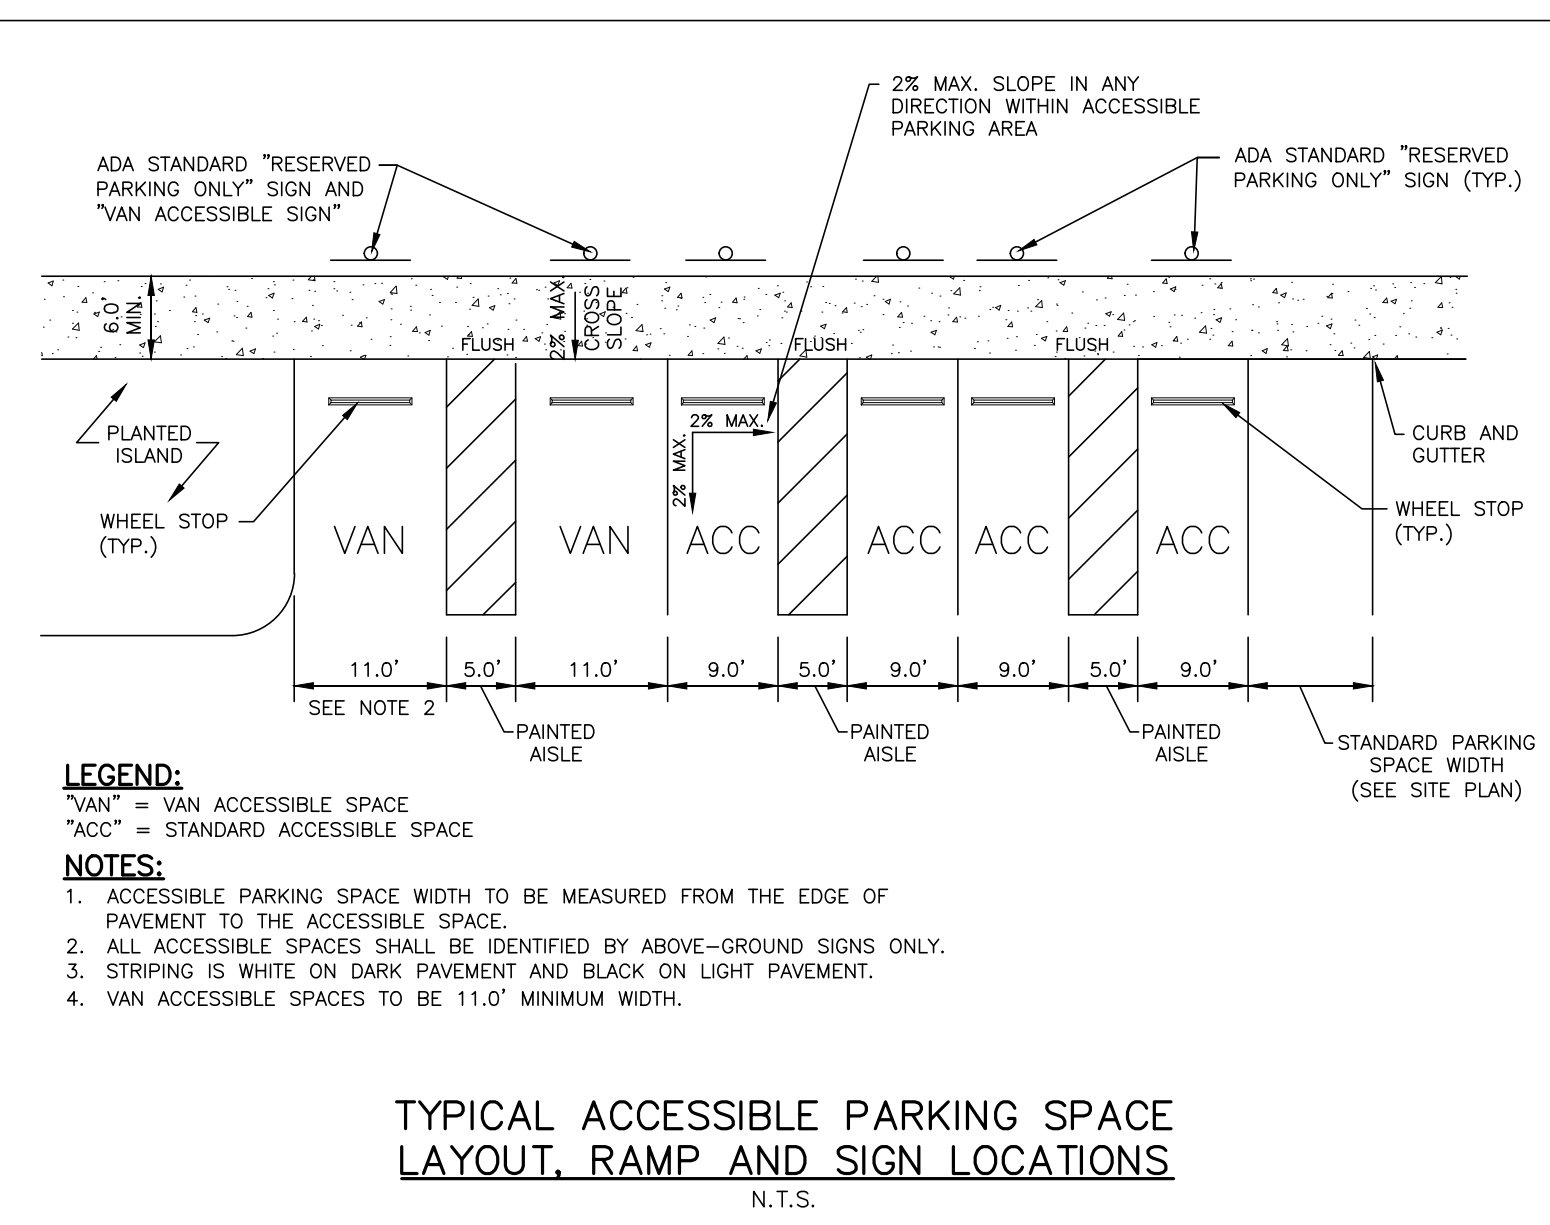 2% MAX. SLOPE IN ANY
DIRECTION WITHIN ACCESSIBLE
PARKING AREA
ADA STANDARD "RESERVED
PARKING ONLY" SIGN AND
"VAN ACCESSIBLE SIGN"
ADA STANDARD "RESERVED
PARKING ONLY" SIGN (TYP.)
6.0'
MIN.
2% MAX.
CROSS
SLOPE
FLUSH
FLUSH
FLUSH
PLANTED
ISLAND
2% MAX.
2% MAX.
CURB AND
GUTTER
WHEEL STOP
(TYP.)
WHEEL STOP
(TYP.)
VAN
VAN
ACC
ACC
ACC
ACC
11.0'
5.0'
11.0'
9.0'
5.0'
9.0'
9.0'
5.0'
9.0'
SEE NOTE 2
PAINTED
AISLE
PAINTED
AISLE
PAINTED
AISLE
STANDARD PARKING
SPACE WIDTH
(SEE SITE PLAN)
LEGEND:
"VAN" = VAN ACCESSIBLE SPACE
"ACC" = STANDARD ACCESSIBLE SPACE
NOTES:
1. ACCESSIBLE PARKING SPACE WIDTH TO BE MEASURED FROM THE EDGE OF
PAVEMENT TO THE ACCESSIBLE SPACE.
2. ALL ACCESSIBLE SPACES SHALL BE IDENTIFIED BY ABOVE-GROUND SIGNS ONLY.
3. STRIPING IS WHITE ON DARK PAVEMENT AND BLACK ON LIGHT PAVEMENT.
4. VAN ACCESSIBLE SPACES TO BE 11.0' MINIMUM WIDTH.
TYPICAL ACCESSIBLE PARKING SPACE
LAYOUT, RAMP AND SIGN LOCATIONS
N.T.S.